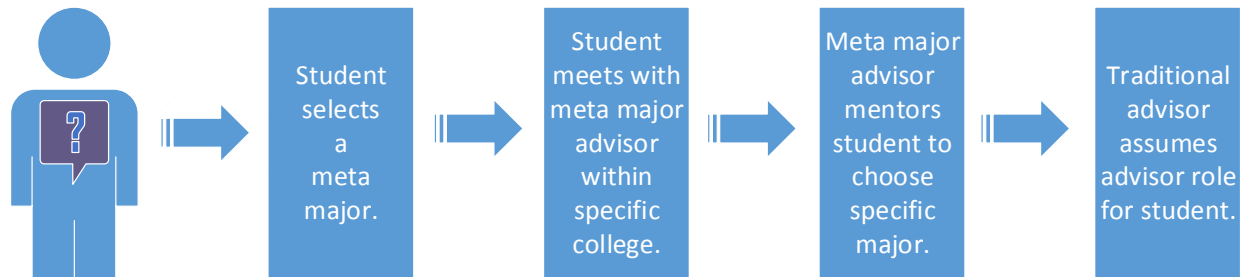 ?
Student
selects
a
meta
major.
Student
meets with
meta major
advisor
within
specific
college.
Meta major
advisor
mentors
student to
choose
specific
major.
Traditional
advisor
assumes
advisor role
for student.